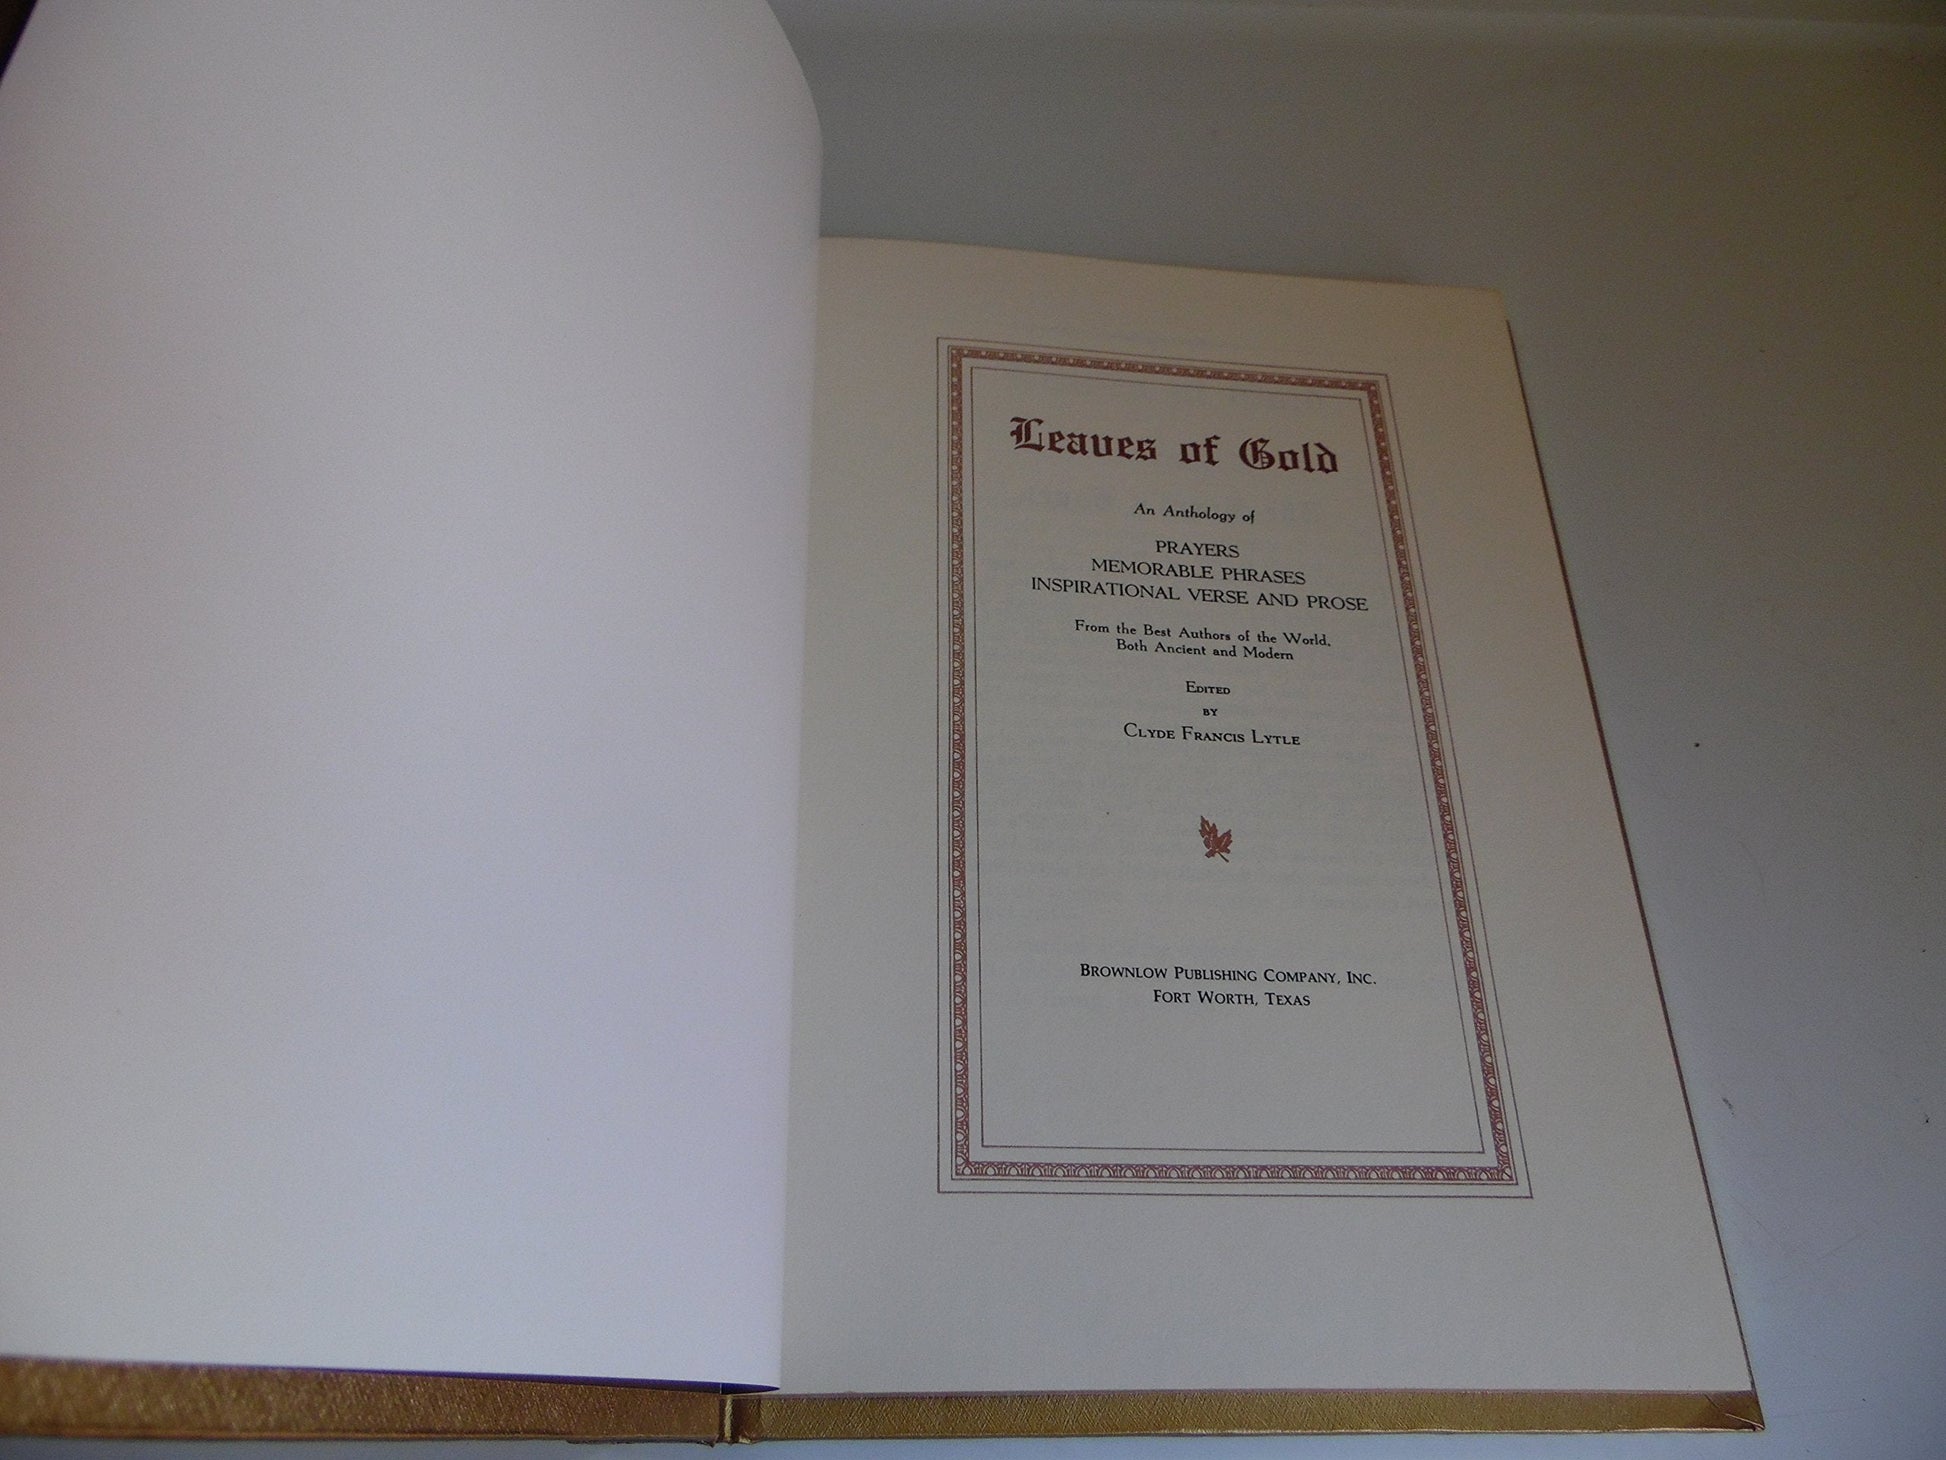 Leaves of Gold
An Anthology of
PRAYERS
MEMORABLE PHRASES
INSPIRATIONAL VERSE AND PROSE
From the Best Authors of the World,
Both Ancient and Modern
EDITED
BY
CLYDE FRANCIS LYTLE
BROWNLOW PUBLISHING COMPANY, INC.
FORT WORTH, TEXAS